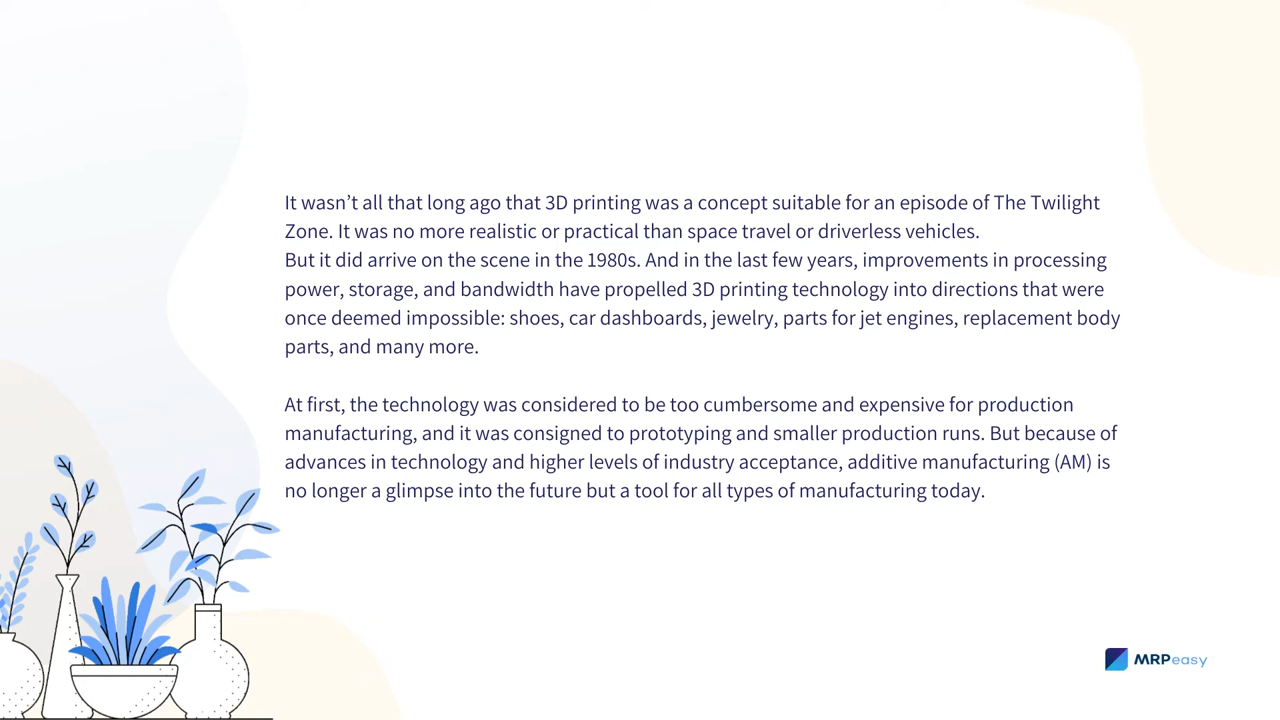 It wasn’t all that long ago that 3D printing was a concept suitable for an episode of The Twilight
Zone. It was no more realistic or practical than space travel or driverless vehicles.
But it did arrive on the scene in the 1980s. And in the last few years, improvements in processing
power, storage, and bandwidth have propelled 3D printing technology into directions that were
once deemed impossible: shoes, car dashboards, jewelry, parts for jet engines, replacement body
parts, and many more.
At first, the technology was considered to be too cumbersome and expensive for production
manufacturing, and it was consigned to prototyping and smaller production runs. But because of
advances in technology and higher levels of industry acceptance, additive manufacturing (AM) is
no longer a glimpse into the future but a tool for all types of manufacturing today.
MRPeasy